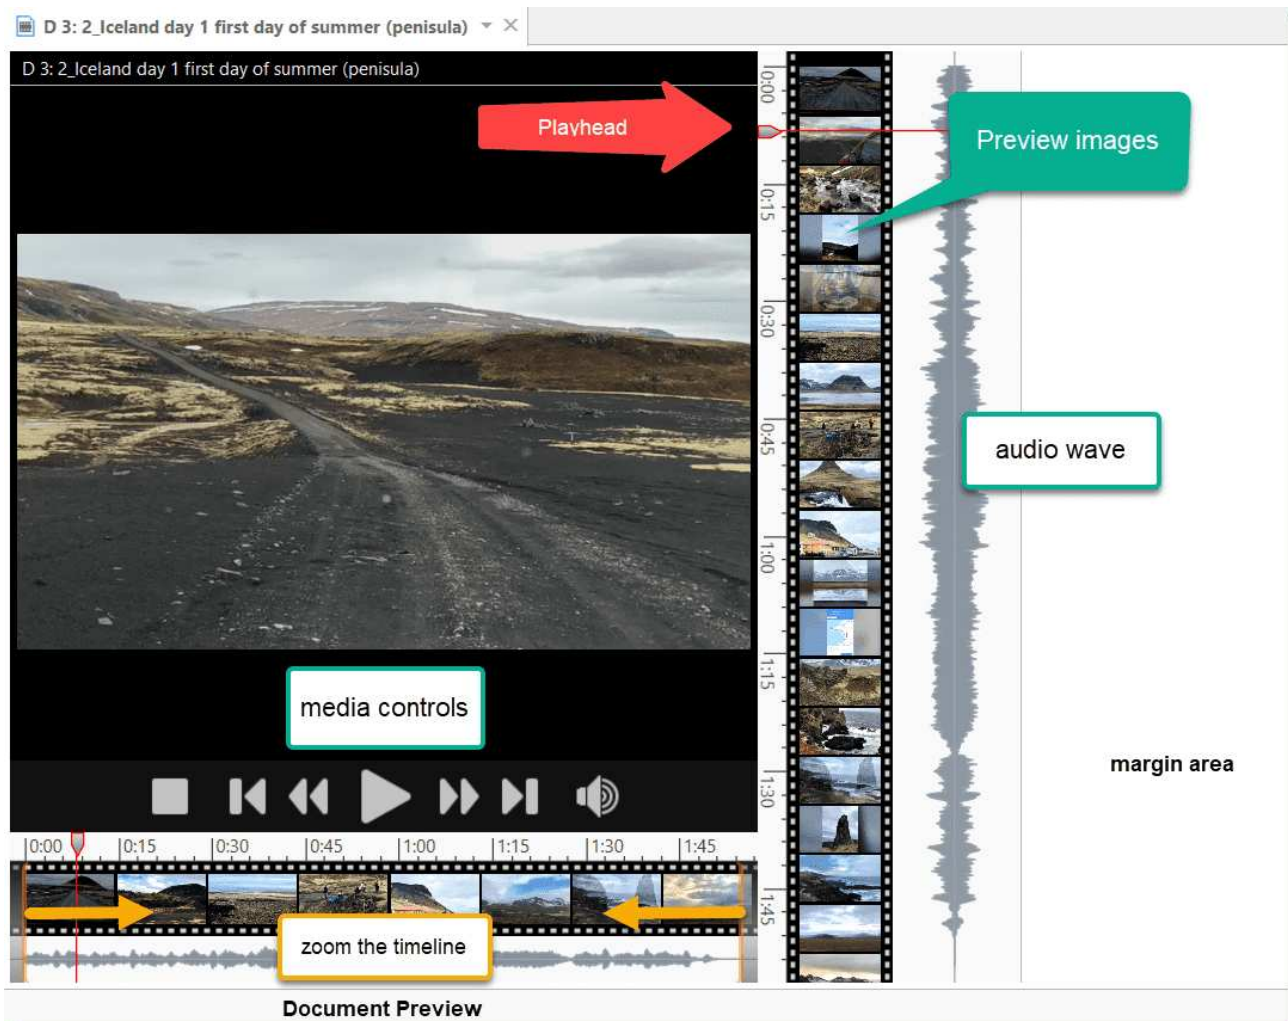 D 3: 2_Iceland day 1 first day of summer (penisula)
D 3: 2_Iceland day 1 first day of summer (penisula)
Playhead
Preview images
0:00
0:15
0:30
0:45
1:00
1:15
1:30
1:45
audio wave
media controls
margin area
0:00 0:15 0:30 0:45 1:00 1:15 1:30 1:45
zoom the timeline
Document Preview